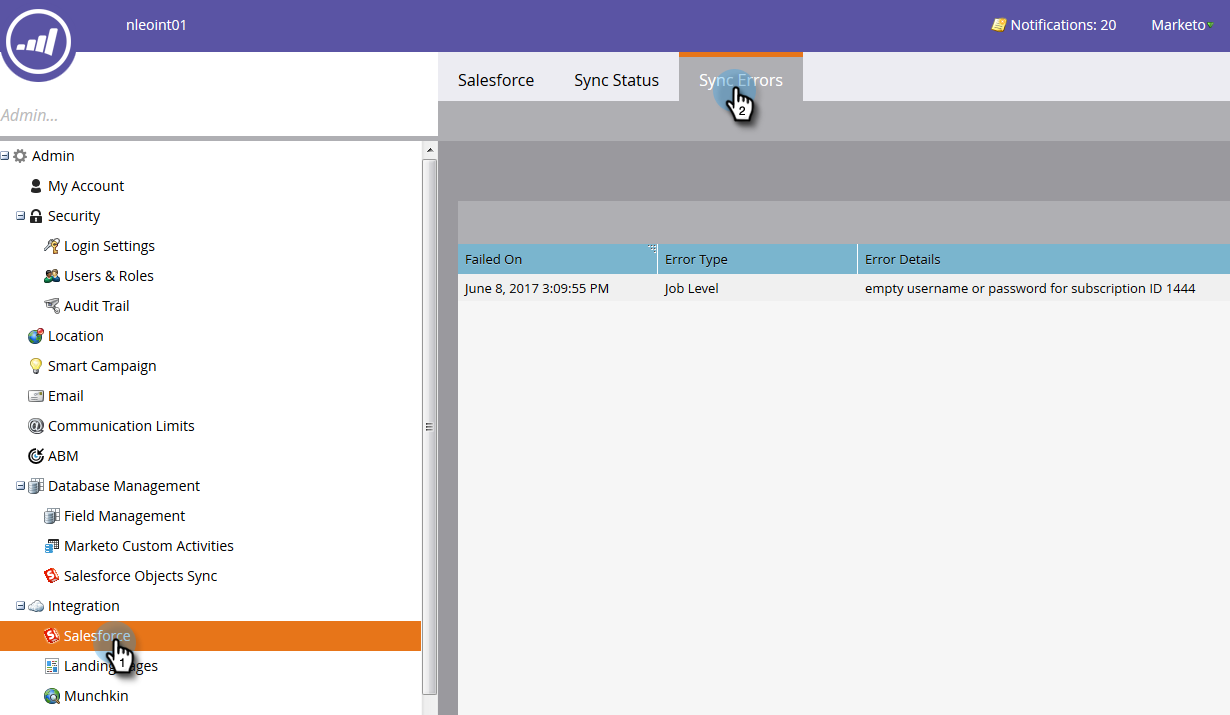 nleoint01
Notifications: 20
Marketo
Admin...
Salesforce
Sync Status
Sync Errors
2
Admin
My Account
Security
Login Settings
Users & Roles
Audit Trail
Location
Smart Campaign
Email
Communication Limits
ABM
Database Management
Field Management
Marketo Custom Activities
Salesforce Objects Sync
Integration
Salesforce
1
Landing Pages
Munchkin
Failed On
Error Type
Error Details
June 8, 2017 3:09:55 PM
Job Level
empty username or password for subscription ID 1444